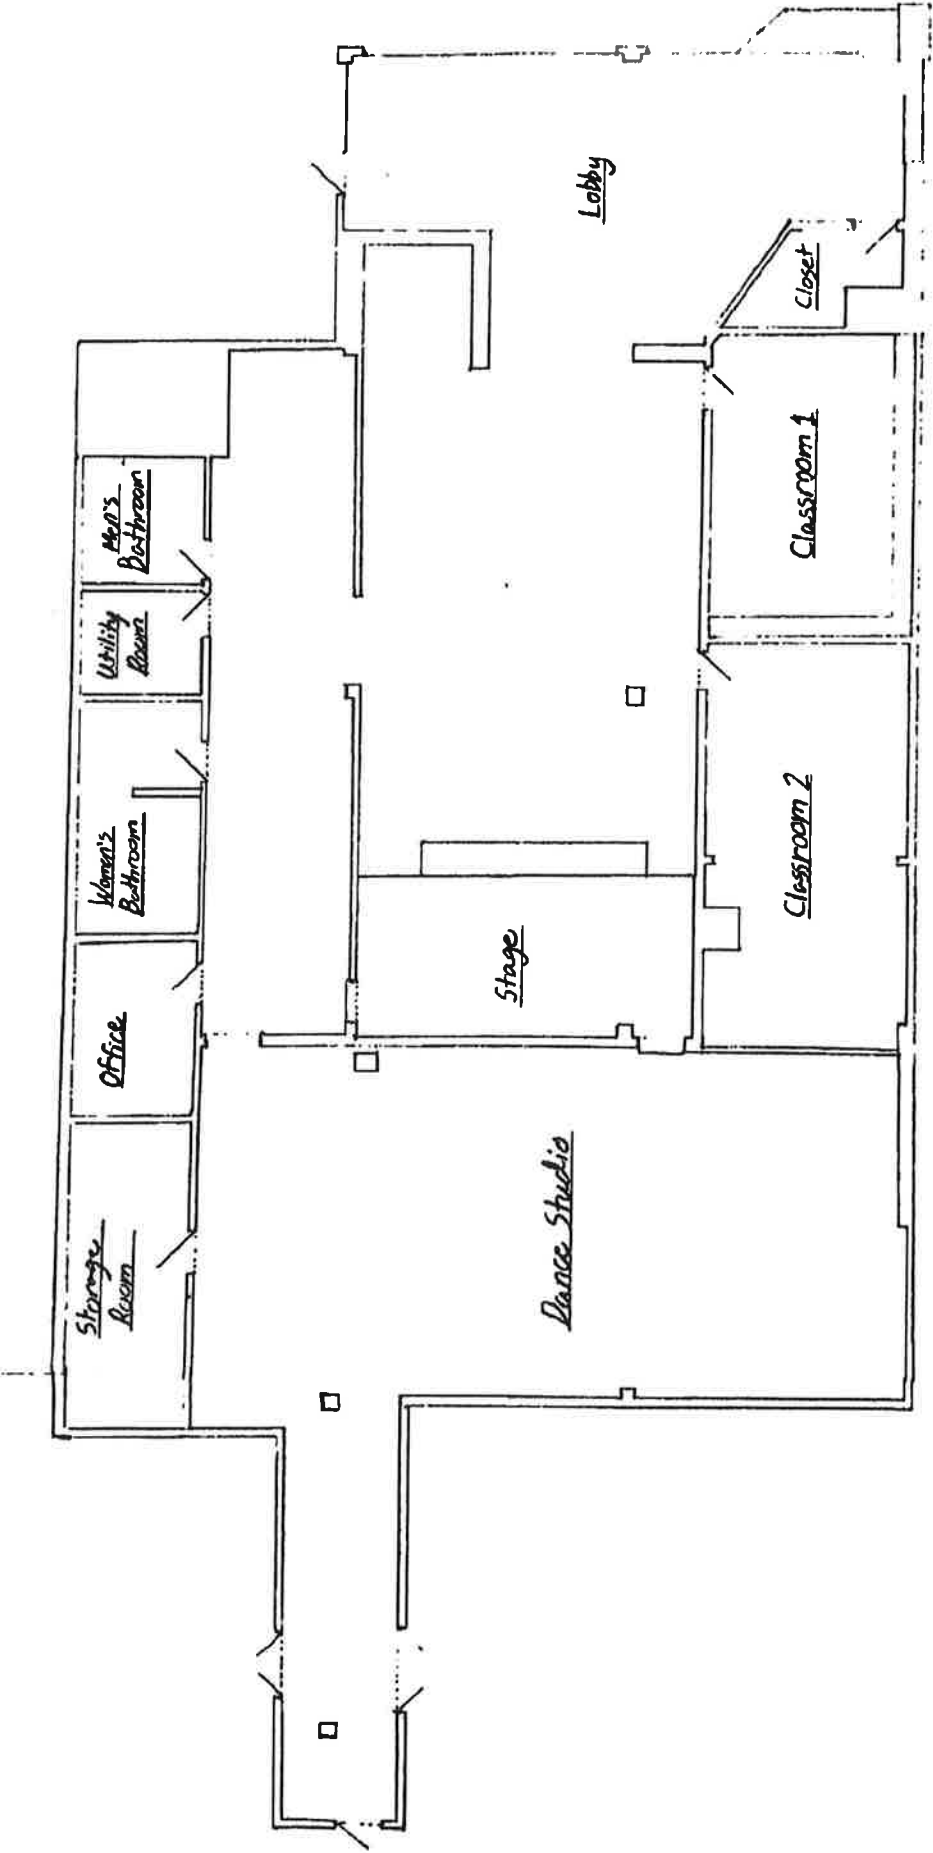 Storage
Room
Office
Women's
Bathroom
Utility
Room
Men's
Bathroom
Dance Studio
Stage
Lobby
Classroom 2
Classroom 1
Closet